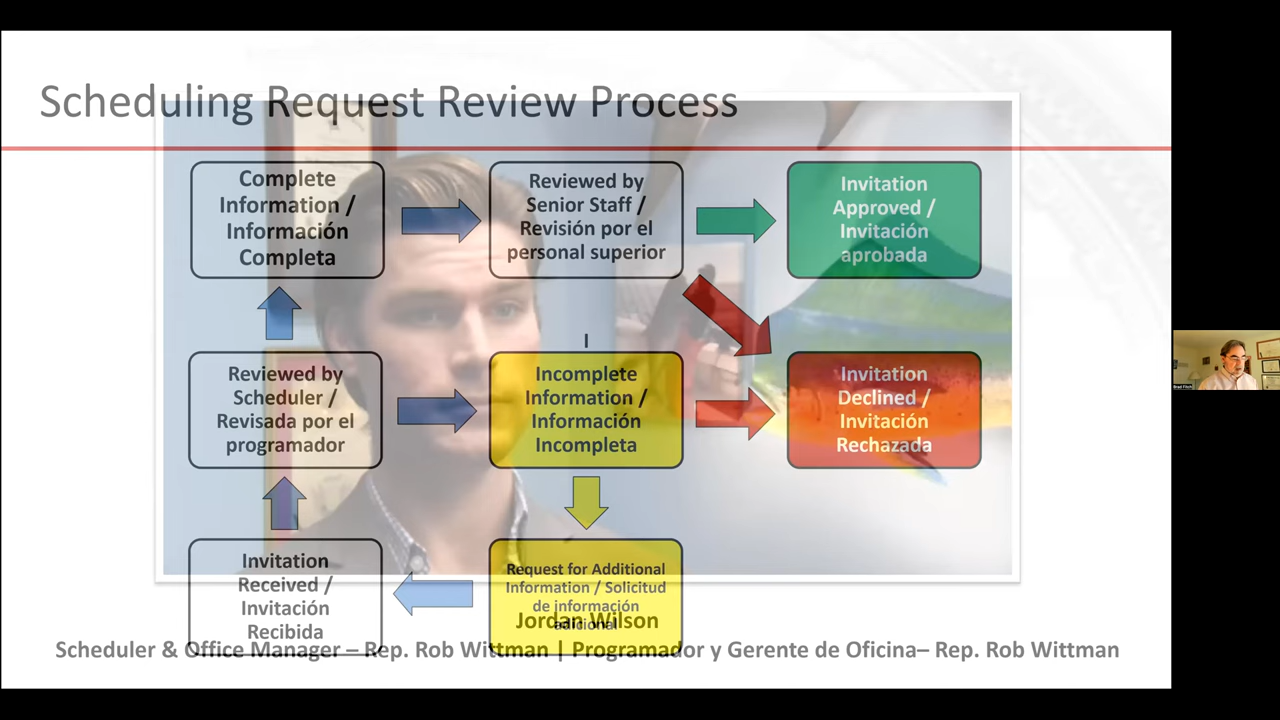 Scheduling Request Review Process
Complete
Information /
Información
Completa
Reviewed by
Senior Staff /
Revisión por el
personal superior
Invitation
Approved /
Invitación
aprobada
Reviewed by
Scheduler /
Revisada por el
programador
I
Incomplete
Information /
Información
Incompleta
Invitation
Declined /
Invitación
Rechazada
Invitation
Received /
Invitación
Recibida
Request for Additional
Information / Solicitud
de información
adicional
Jordan Wilson
Scheduler & Office Manager – Rep. Rob Wittman | Programador y Gerente de Oficina– Rep. Rob Wittman
Brad Fitch